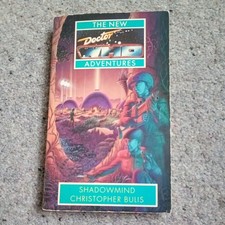 THE NEW
Doctor
WHO
ADVENTURES
SHADOWMIND
CHRISTOPHER BULIS